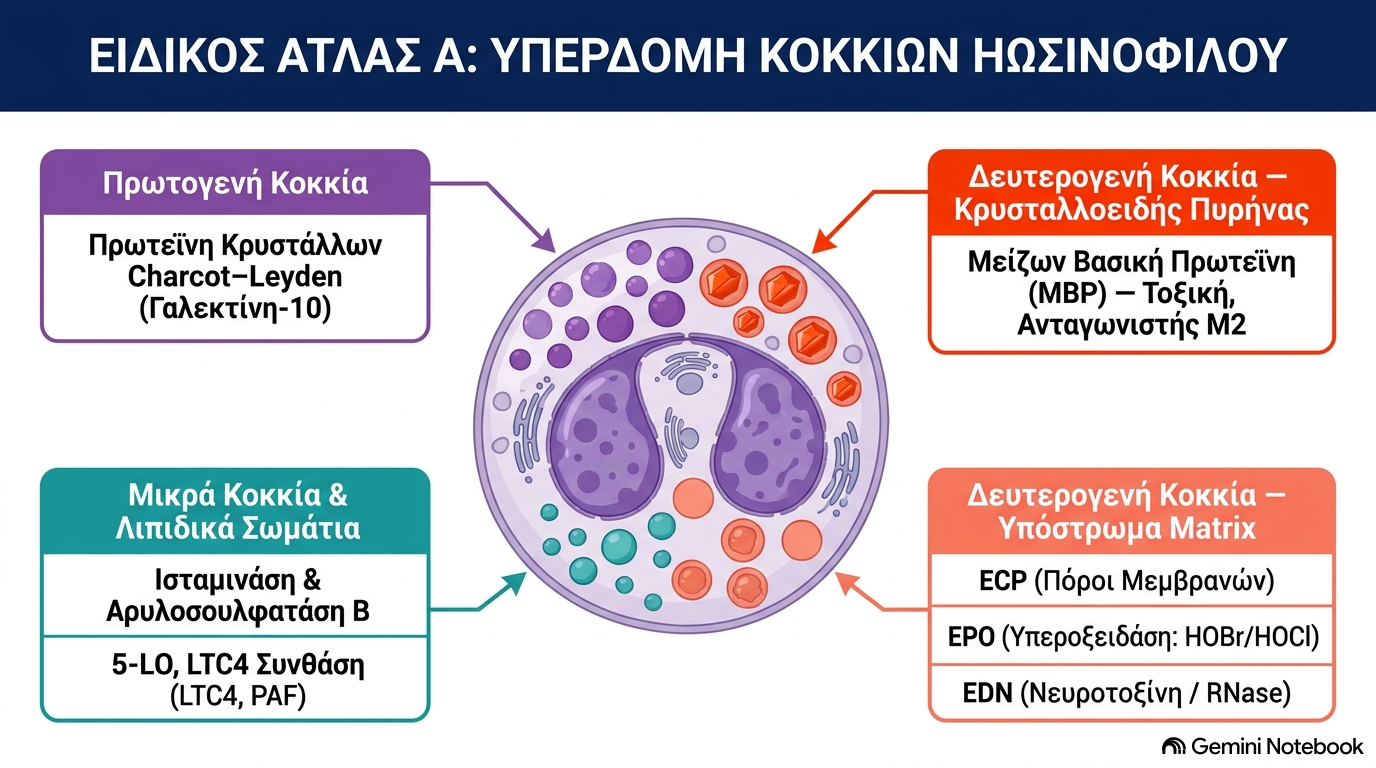 ΕΙΔΙΚΟΣ ΑΤΛΑΣ Α: ΥΠΕΡΔΟΜΗ ΚΟΚΚΙΩΝ ΗΩΣΙΝΟΦΙΛΟΥ
Πρωτογενή Κοκκία
Πρωτεΐνη Κρυστάλλων
Charcot–Leyden
(Γαλεκτίνη-10)
Δευτερογενή Κοκκία —
Κρυσταλλοειδής Πυρήνας
Μείζων Βασική Πρωτεΐνη
(MBP) — Τοξική,
Ανταγωνιστής M2
Μικρά Κοκκία &
Λιπιδικά Σωμάτια
Ισταμινάση &
Αρυλοσουλφατάση Β
5-LO, LTC4 Συνθάση
(LTC4, PAF)
Δευτερογενή Κοκκία —
Υπόστρωμα Matrix
ECP (Πόροι Μεμβρανών)
EPO (Υπεροξειδάση: HOBr/HOCl)
EDN (Νευροτοξίνη / RNase)
Gemini Notebook